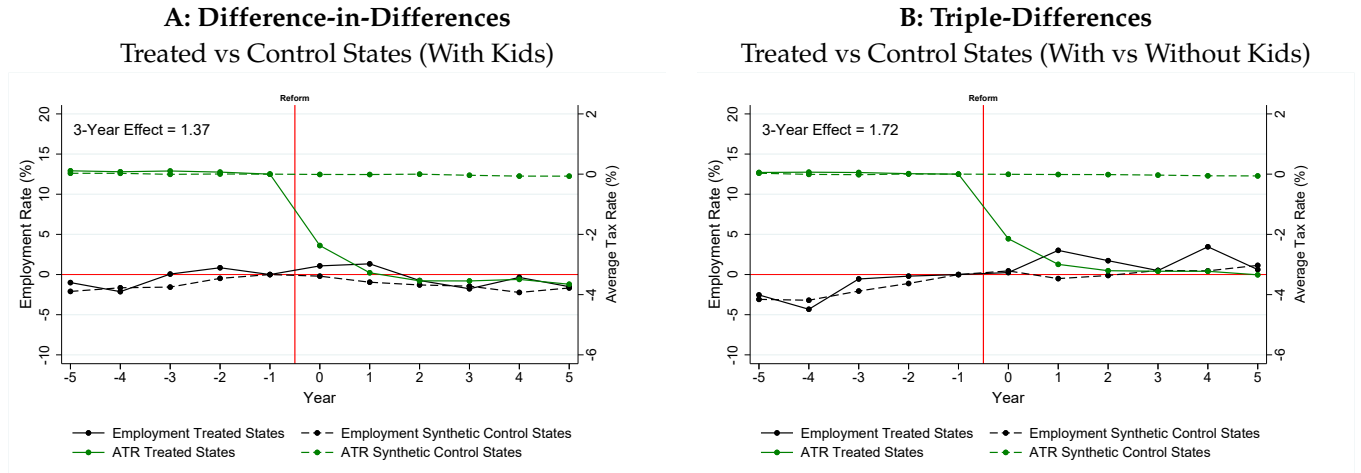 A: Difference-in-Differences
Treated vs Control States (With Kids)
Reform
3-Year Effect = 1.37
Employment Rate (%)
20
15
10
5
0
-5
-10
Average Tax Rate (%)
2
0
-2
-4
-6
-5 -4 -3 -2 -1 0 1 2 3 4 5
Year
Employment Treated States Employment Synthetic Control States
ATR Treated States ATR Synthetic Control States
B: Triple-Differences
Treated vs Control States (With vs Without Kids)
Reform
3-Year Effect = 1.72
Employment Rate (%)
20
15
10
5
0
-5
-10
Average Tax Rate (%)
2
0
-2
-4
-6
-5 -4 -3 -2 -1 0 1 2 3 4 5
Year
Employment Treated States Employment Synthetic Control States
ATR Treated States ATR Synthetic Control States